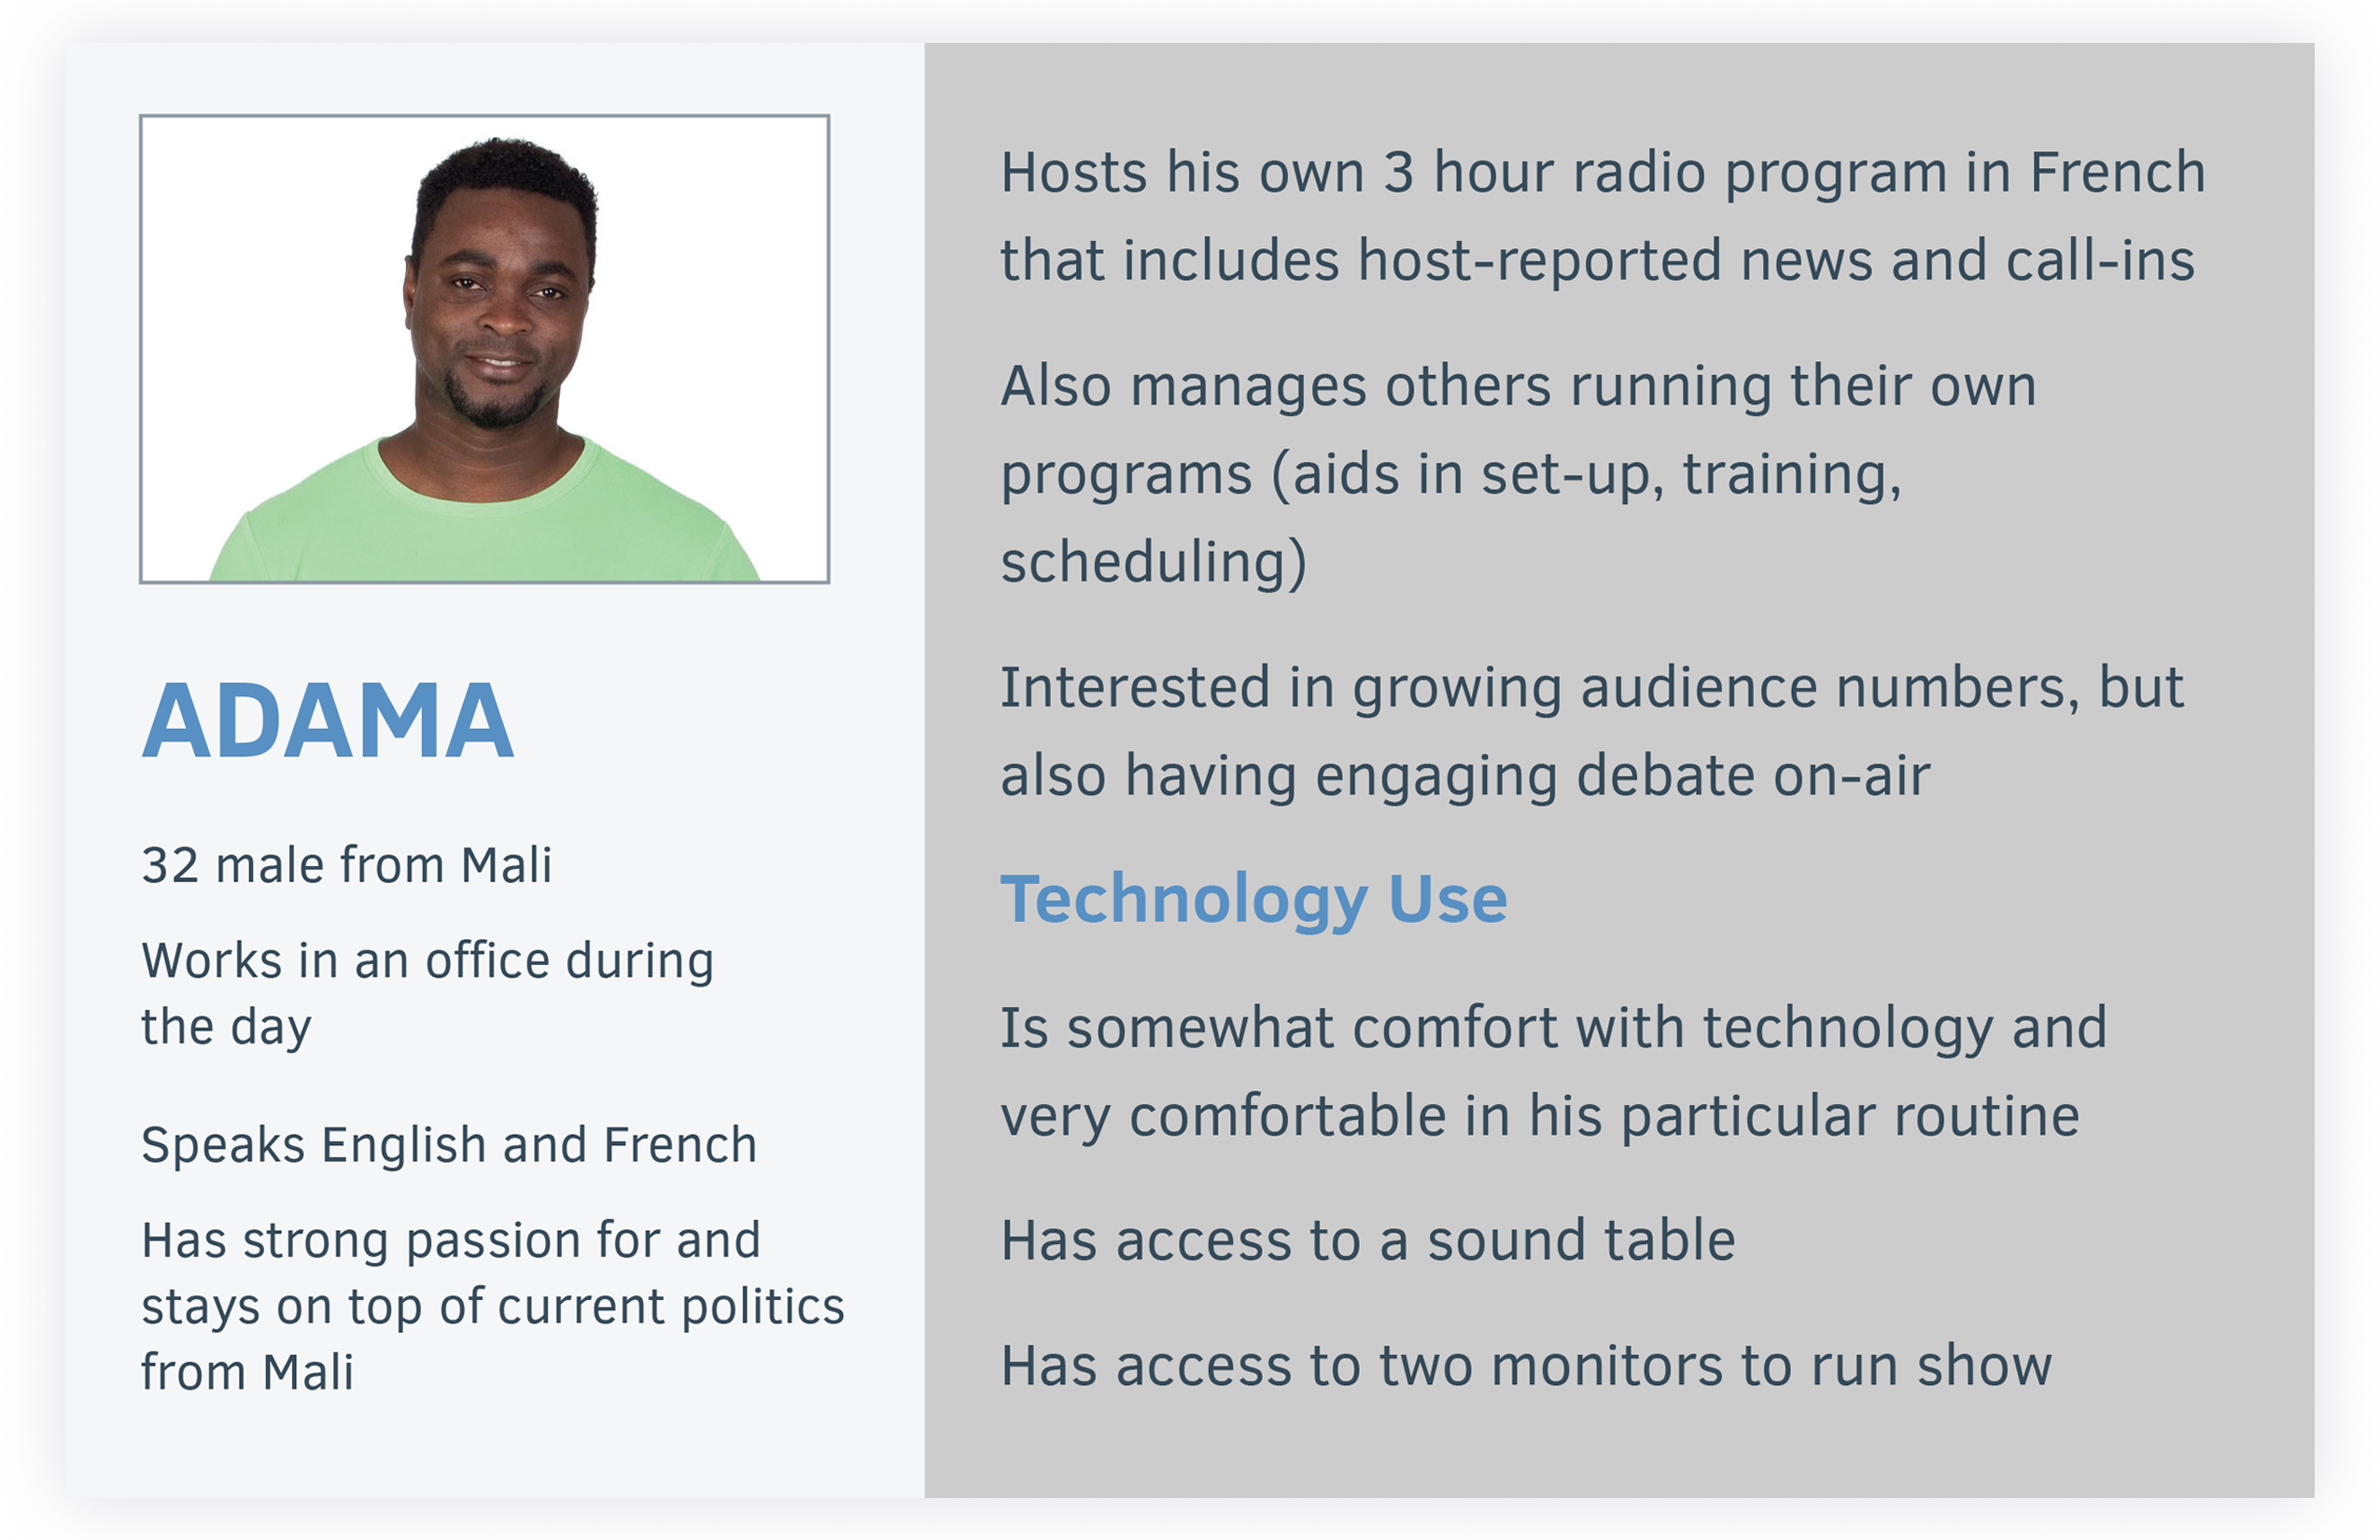 ADAMA
32 male from Mali
Works in an office during
the day
Speaks English and French
Has strong passion for and
stays on top of current politics
from Mali
Hosts his own 3 hour radio program in French
that includes host-reported news and call-ins
Also manages others running their own
programs (aids in set-up, training,
scheduling)
Interested in growing audience numbers, but
also having engaging debate on-air
Technology Use
Is somewhat comfort with technology and
very comfortable in his particular routine
Has access to a sound table
Has access to two monitors to run show